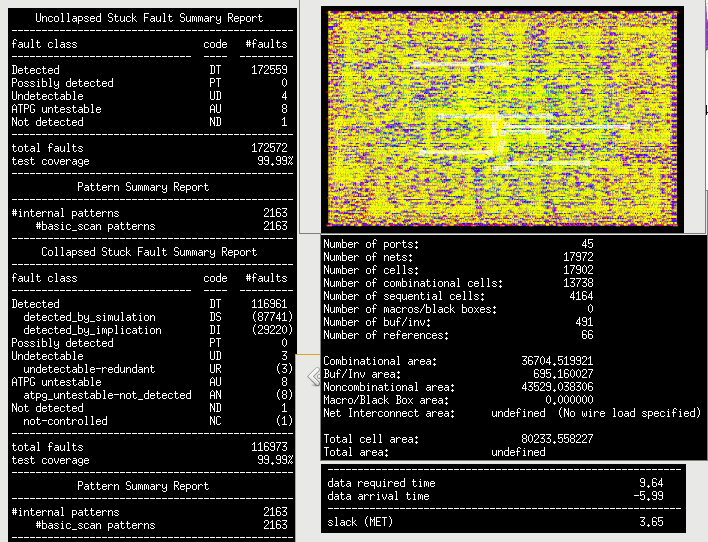 Uncollapsed Stuck Fault Summary Report
fault class code #faults
Detected DT 172559
Possibly detected PT 0
Undetectable UD 4
ATPG untestable AU 8
Not detected ND 1
total faults 172572
test coverage 99.99%
Pattern Summary Report
#internal patterns 2163
#basic_scan patterns 2163
Collapsed Stuck Fault Summary Report
fault class code #faults
Detected DT 116961
detected_by_simulation DS (87741)
detected_by_implication DI (29220)
Possibly detected PT 0
Undetectable UD 3
undetectable-redundant UR (3)
ATPG untestable AU 8
atpg_untestable-not_detected AN (8)
Not detected ND 1
not-controlled NC (1)
total faults 116973
test coverage 99.99%
Pattern Summary Report
#internal patterns 2163
#basic_scan patterns 2163
Number of ports: 45
Number of nets: 17972
Number of cells: 17902
Number of combinational cells: 13738
Number of sequential cells: 4164
Number of macros/black boxes: 0
Number of buf/inv: 491
Number of references: 66
Combinational area: 36704.519921
Buf/Inv area: 695.160027
Noncombinational area: 43529.038306
Macro/Black Box area: 0.000000
Net Interconnect area: undefined (No wire load specified)
Total cell area: 80233.558227
Total area: undefined
data required time 9.64
data arrival time -5.99
slack (MET) 3.65